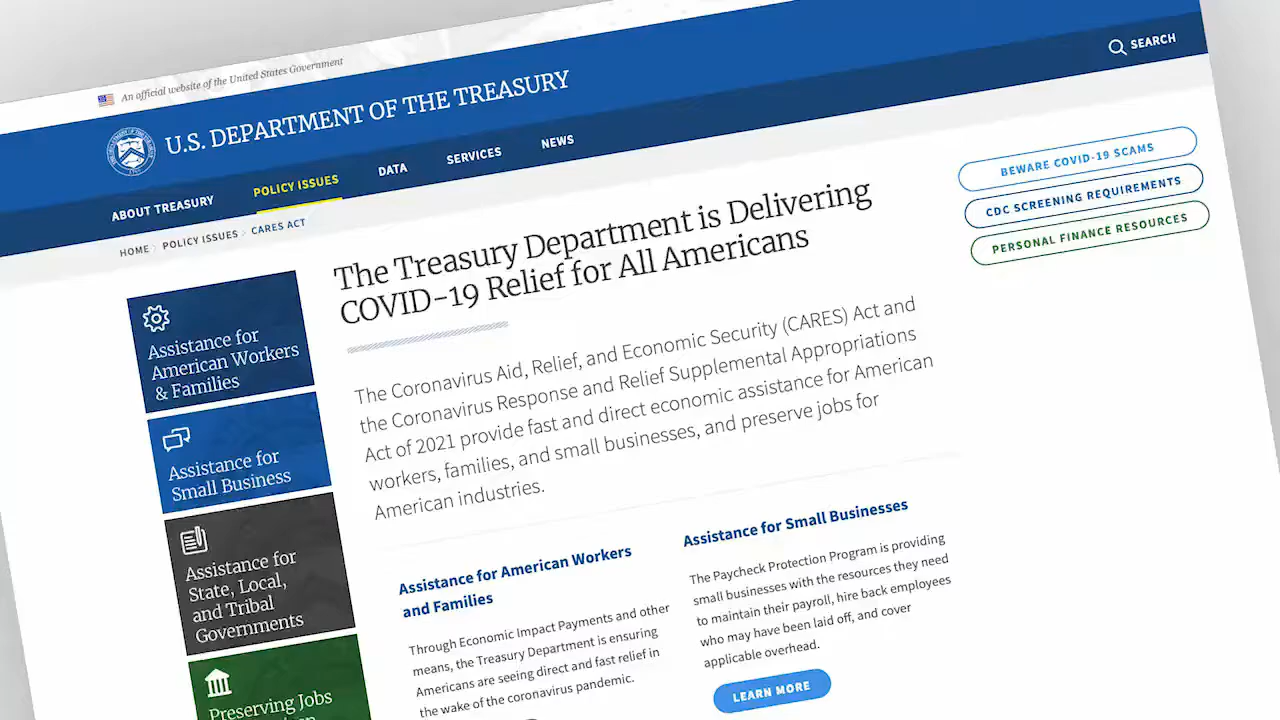 An official website of the United States Government
U.S. DEPARTMENT OF THE TREASURY
SEARCH
ABOUT TREASURY
POLICY ISSUES
DATA
SERVICES
NEWS
HOME
POLICY ISSUES
CARES ACT
BEWARE COVID-19 SCAMS
CDC SCREENING REQUIREMENTS
PERSONAL FINANCE RESOURCES
Assistance for
American Workers
& Families
Assistance for
Small Business
Assistance for
State, Local,
and Tribal
Governments
Preserving Jobs
The Treasury Department is Delivering
COVID-19 Relief for All Americans
The Coronavirus Aid, Relief, and Economic Security (CARES) Act and
the Coronavirus Response and Relief Supplemental Appropriations
Act of 2021 provide fast and direct economic assistance for American
workers, families, and small businesses, and preserve jobs for
American industries.
Assistance for American Workers
and Families
Through Economic Impact Payments and other
means, the Treasury Department is ensuring
Americans are seeing direct and fast relief in
the wake of the coronavirus pandemic.
Assistance for Small Businesses
The Paycheck Protection Program is providing
small businesses with the resources they need
to maintain their payroll, hire back employees
who may have been laid off, and cover
applicable overhead.
LEARN MORE